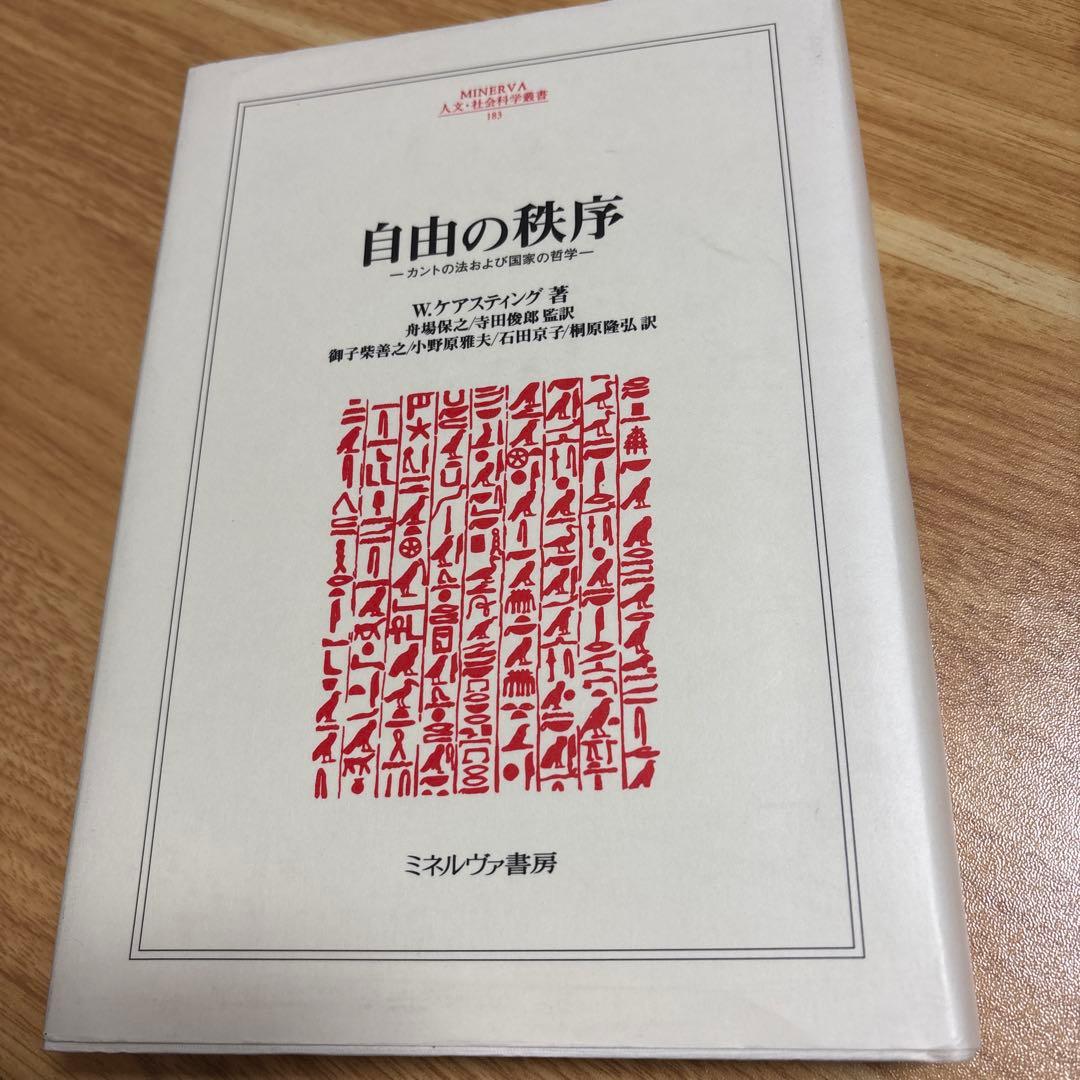 MINERVA
人文・社会科学叢書
183
自由の秩序
―カントの法および国家の哲学―
W.ケアスティング 著
舟場保之/寺田俊郎 監訳
御子柴善之/小野原雅夫/石田京子/桐原隆弘 訳
ミネルヴァ書房